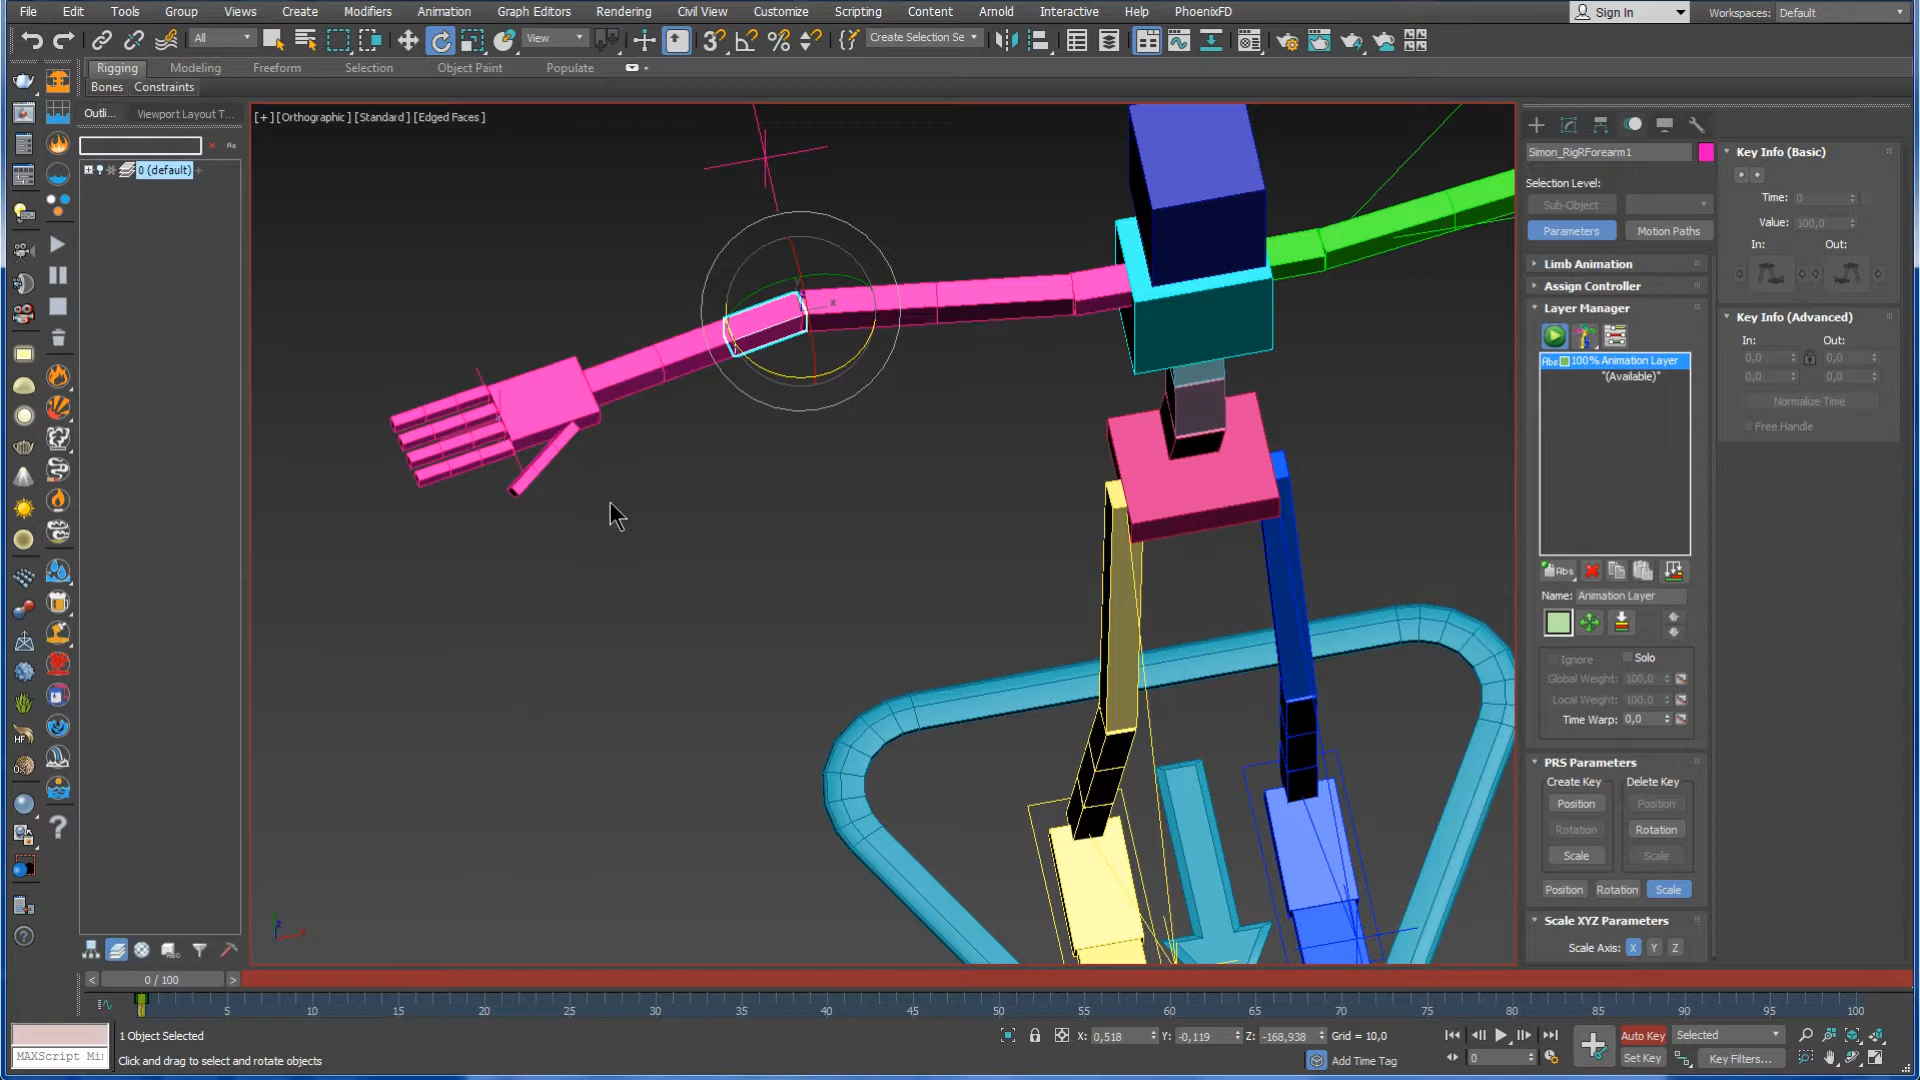 File Edit Tools Group Views Create Modifiers Animation Graph Editors Rendering Civil View Customize Scripting Content Arnold Interactive Help PhoenixFD Sign In Workspaces: Default
All View Create Selection Se
Rigging Modeling Freeform Selection Object Paint Populate
Bones Constraints
Outli... Viewport Layout T...
[+] [Orthographic] [Standard] [Edged Faces]
0 (default)
Simon_RigRForearm1
Selection Level:
Sub-Object
Parameters Motion Paths
Limb Animation
Assign Controller
Layer Manager
Abs 100% Animation Layer
"(Available)"
Abs
Name: Animation Layer
Ignore Solo
Global Weight: 100,0
Local Weight: 100,0
Time Warp: 0,0
PRS Parameters
Create Key Delete Key
Position Position
Rotation Rotation
Scale Scale
Position Rotation Scale
Scale XYZ Parameters
Scale Axis: X Y Z
Key Info (Basic)
Time: 0
Value: 100,0
In: Out:
Key Info (Advanced)
In: Out:
0,0 0,0
0,0 0,0
Normalize Time
Free Handle
x
HF
< 0 / 100 >
5 10 15 20 25 30 35 40 45 50 55 60 65 70 75 80 85 90 95 100
1 Object Selected X: 0,518 Y: -0,119 Z: -168,938 Grid = 10,0 Auto Key Selected
MAXScript Mi: Click and drag to select and rotate objects Add Time Tag 0 Set Key Key Filters...